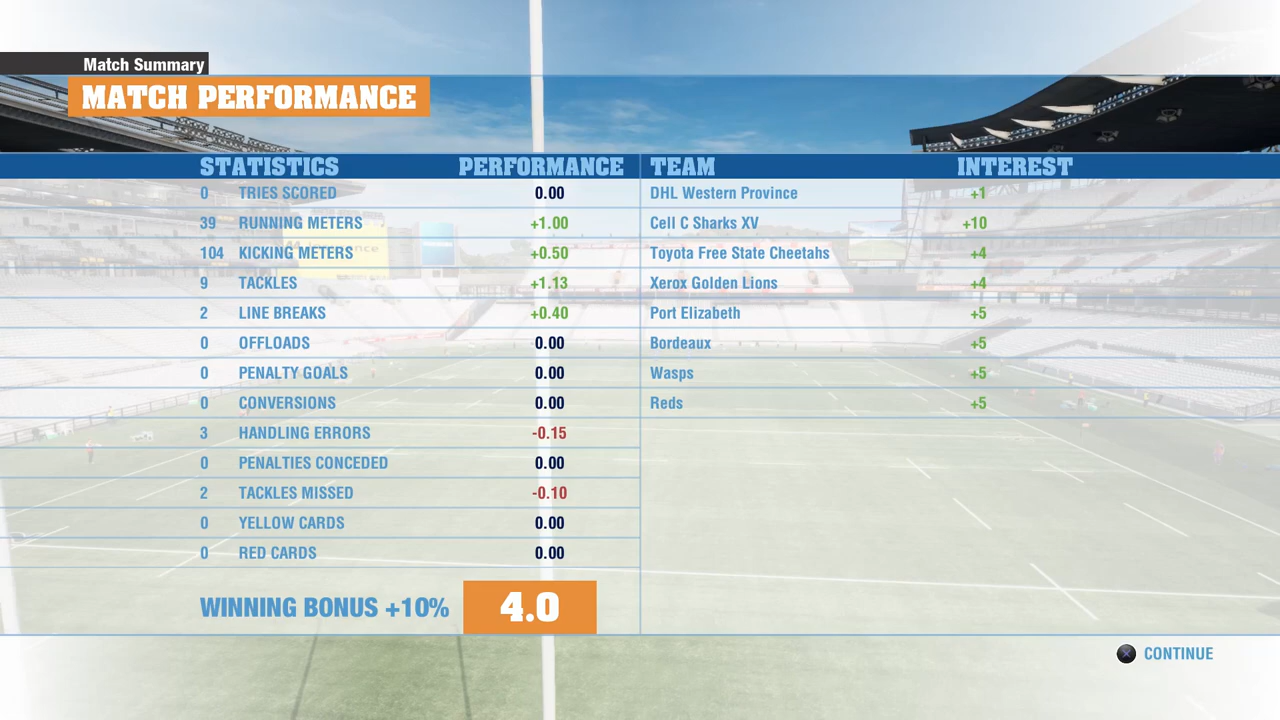 Match Summary
MATCH PERFORMANCE
STATISTICS PERFORMANCE TEAM INTEREST
0 TRIES SCORED 0.00 DHL Western Province +1
39 RUNNING METERS +1.00 Cell C Sharks XV +10
104 KICKING METERS +0.50 Toyota Free State Cheetahs +4
9 TACKLES +1.13 Xerox Golden Lions +4
2 LINE BREAKS +0.40 Port Elizabeth +5
0 OFFLOADS 0.00 Bordeaux +5
0 PENALTY GOALS 0.00 Wasps +5
0 CONVERSIONS 0.00 Reds +5
3 HANDLING ERRORS -0.15
0 PENALTIES CONCEDED 0.00
2 TACKLES MISSED -0.10
0 YELLOW CARDS 0.00
0 RED CARDS 0.00
WINNING BONUS +10% 4.0
CONTINUE